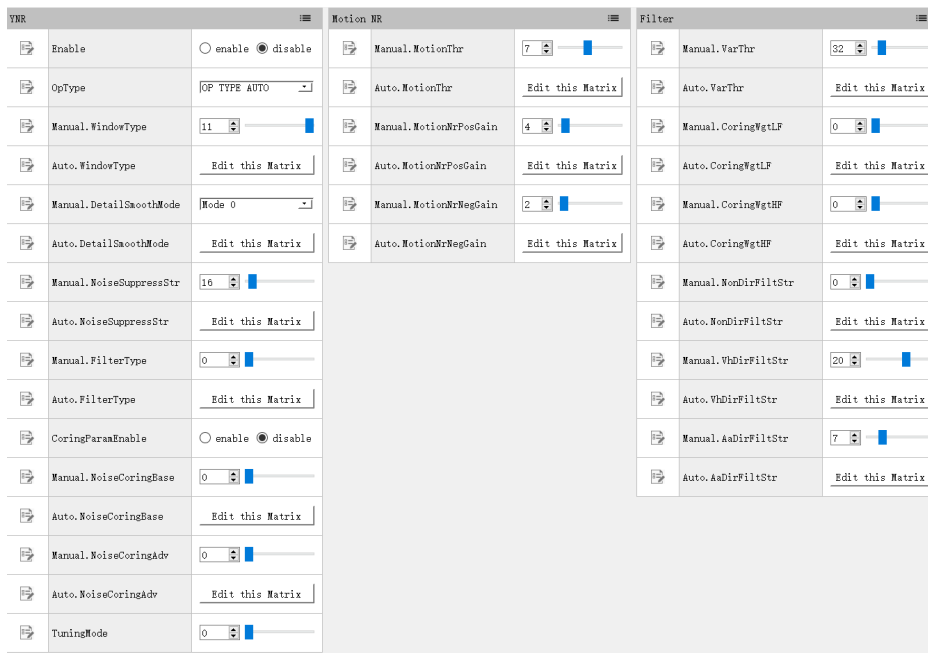 YNR
Enable enable disable
OpType OP TYPE AUTO
Manual.WindowType 11
Auto.WindowType Edit this Matrix
Manual.DetailSmoothMode Mode 0
Auto.DetailSmoothMode Edit this Matrix
Manual.NoiseSuppressStr 16
Auto.NoiseSuppressStr Edit this Matrix
Manual.FilterType 0
Auto.FilterType Edit this Matrix
CoringParamEnable enable disable
Manual.NoiseCoringBase 0
Auto.NoiseCoringBase Edit this Matrix
Manual.NoiseCoringAdv 0
Auto.NoiseCoringAdv Edit this Matrix
TuningMode 0
Motion NR
Manual.MotionThr 7
Auto.MotionThr Edit this Matrix
Manual.MotionNrPosGain 4
Auto.MotionNrPosGain Edit this Matrix
Manual.MotionNrNegGain 2
Auto.MotionNrNegGain Edit this Matrix
Filter
Manual.VarThr 32
Auto.VarThr Edit this Matrix
Manual.CoringWgtLF 0
Auto.CoringWgtLF Edit this Matrix
Manual.CoringWgtHF 0
Auto.CoringWgtHF Edit this Matrix
Manual.NonDirFiltStr 0
Auto.NonDirFiltStr Edit this Matrix
Manual.VhDirFiltStr 20
Auto.VhDirFiltStr Edit this Matrix
Manual.AaDirFiltStr 7
Auto.AaDirFiltStr Edit this Matrix